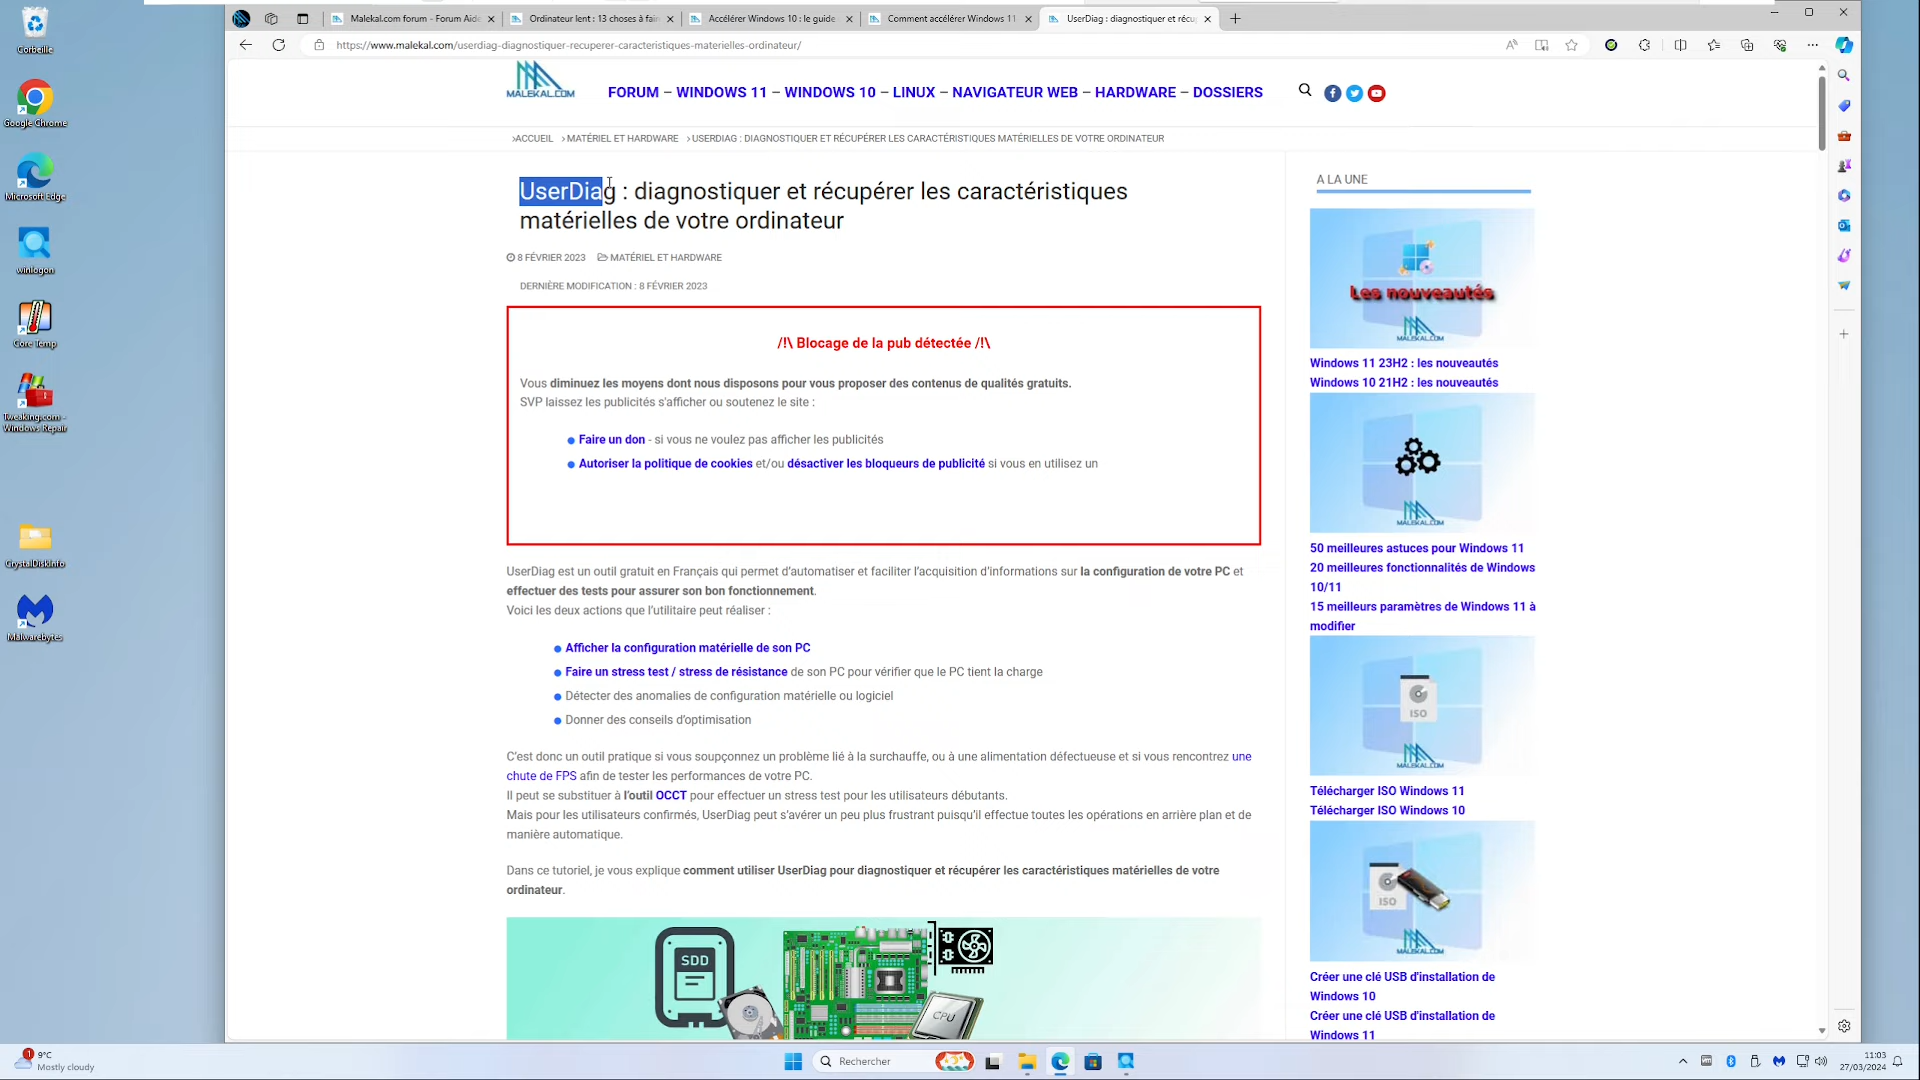 Corbeille
Google Chrome
Microsoft Edge
winlogon
Core Temp
Tweaking.com - Windows Repair
CrystalDiskInfo
Malwarebytes
Malekal.com forum - Forum Aide
Ordinateur lent : 13 choses à fair
Accélérer Windows 10 : le guide
Comment accélérer Windows 11
UserDiag : diagnostiquer et récup
https://www.malekal.com/userdiag-diagnostiquer-recuperer-caracteristiques-materielles-ordinateur/
MALEKAL.COM
FORUM – WINDOWS 11 – WINDOWS 10 – LINUX – NAVIGATEUR WEB – HARDWARE – DOSSIERS
›ACCUEIL ›MATÉRIEL ET HARDWARE ›USERDIAG : DIAGNOSTIQUER ET RÉCUPÉRER LES CARACTÉRISTIQUES MATÉRIELLES DE VOTRE ORDINATEUR
UserDiag : diagnostiquer et récupérer les caractéristiques
matérielles de votre ordinateur
8 FÉVRIER 2023 MATÉRIEL ET HARDWARE
DERNIÈRE MODIFICATION : 8 FÉVRIER 2023
/!\ Blocage de la pub détectée /!\
Vous diminuez les moyens dont nous disposons pour vous proposer des contenus de qualités gratuits.
SVP laissez les publicités s'afficher ou soutenez le site :
Faire un don - si vous ne voulez pas afficher les publicités
Autoriser la politique de cookies et/ou désactiver les bloqueurs de publicité si vous en utilisez un
UserDiag est un outil gratuit en Français qui permet d'automatiser et faciliter l'acquisition d'informations sur la configuration de votre PC et
effectuer des tests pour assurer son bon fonctionnement.
Voici les deux actions que l'utilitaire peut réaliser :
Afficher la configuration matérielle de son PC
Faire un stress test / stress de résistance de son PC pour vérifier que le PC tient la charge
Détecter des anomalies de configuration matérielle ou logiciel
Donner des conseils d'optimisation
C'est donc un outil pratique si vous soupçonnez un problème lié à la surchauffe, ou à une alimentation défectueuse et si vous rencontrez une
chute de FPS afin de tester les performances de votre PC.
Il peut se substituer à l'outil OCCT pour effectuer un stress test pour les utilisateurs débutants.
Mais pour les utilisateurs confirmés, UserDiag peut s'avérer un peu plus frustrant puisqu'il effectue toutes les opérations en arrière plan et de
manière automatique.
Dans ce tutoriel, je vous explique comment utiliser UserDiag pour diagnostiquer et récupérer les caractéristiques matérielles de votre
ordinateur.
SDD
CPU
A LA UNE
Les nouveautés
MALEKAL.COM
Windows 11 23H2 : les nouveautés
Windows 10 21H2 : les nouveautés
MALEKAL.COM
50 meilleures astuces pour Windows 11
20 meilleures fonctionnalités de Windows
10/11
15 meilleurs paramètres de Windows 11 à
modifier
ISO
MALEKAL.COM
Télécharger ISO Windows 11
Télécharger ISO Windows 10
ISO
MALEKAL.COM
Créer une clé USB d'installation de
Windows 10
Créer une clé USB d'installation de
Windows 11
1
9°C
Mostly cloudy
Rechercher
11:03
27/03/2024